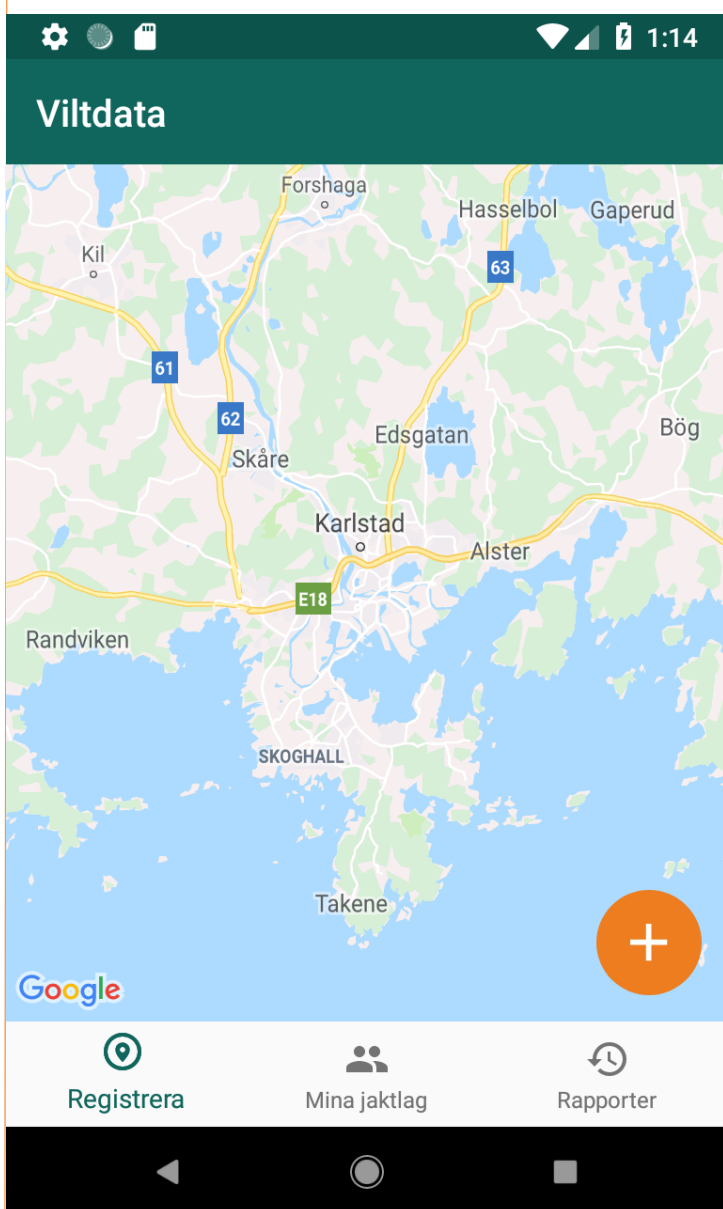 1:14
Viltdata
Forshaga
Hasselbol Gaperud
Kil
63
61
62
Edsgatan
Bög
Skåre
Karlstad
Alster
E18
Randviken
SKOGHALL
Takene
Google
Registrera
Mina jaktlag
Rapporter